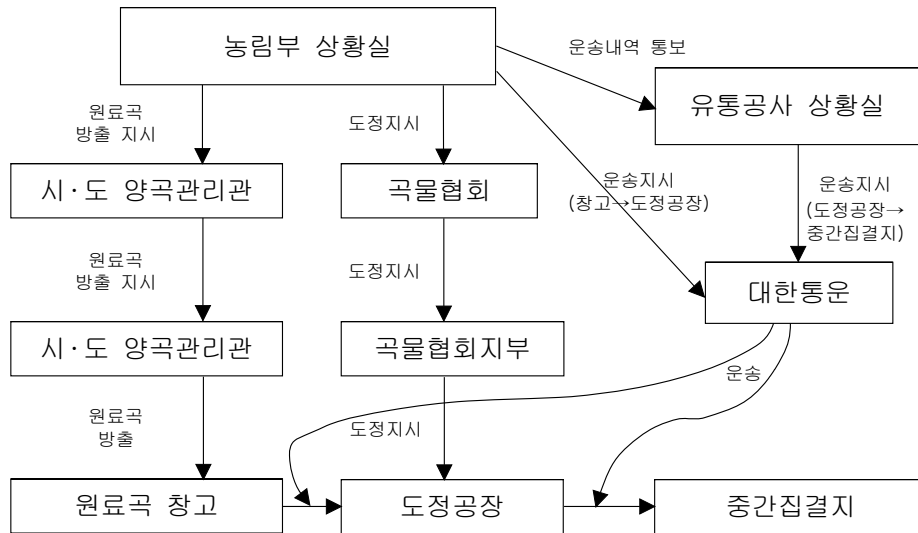 농림부 상황실
운송내역 통보
유통공사 상황실
원료곡
방출 지시
도정지시
시·도 양곡관리관
곡물협회
운송지시
(창고→도정공장)
운송지시
(도정공장→
중간집결지)
원료곡
방출 지시
도정지시
대한통운
시·도 양곡관리관
곡물협회지부
운송
원료곡
방출
도정지시
원료곡 창고
도정공장
중간집결지